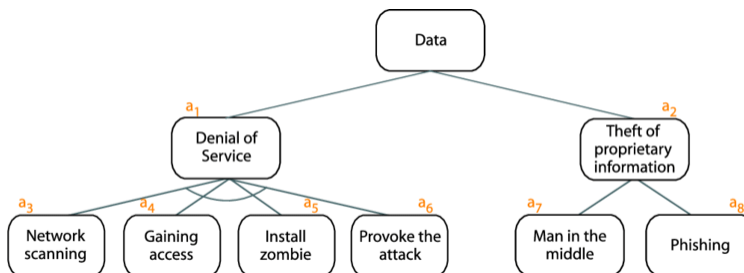 Data
a1
a2
Denial of
Service
Theft of
proprietary
information
a3
a4
a5
a6
a7
a8
Network
scanning
Gaining
access
Install
zombie
Provoke the
attack
Man in the
middle
Phishing